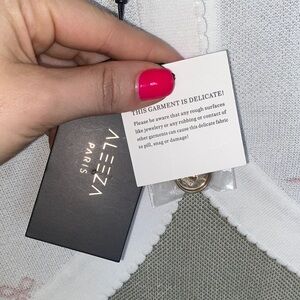 THIS GARMENT IS DELICATE!
Please be aware that any rough surfaces
like jewelery or any rubbing or contact of
other garments can cause this delicate fabric
to pill, snag or damage!
ALEEZA
PARIS